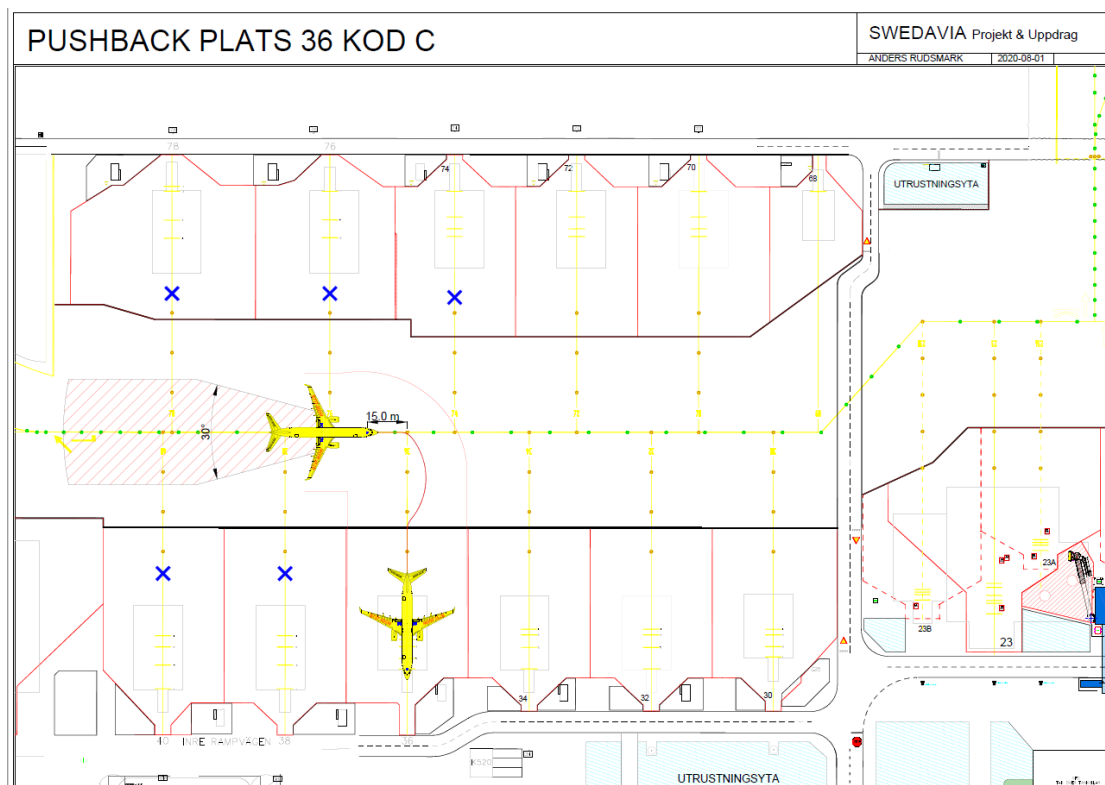 PUSHBACK PLATS 36 KOD C
SWEDAVIA Projekt & Uppdrag
ANDERS RUDSMARK
2020-08-01
78
76
74
72
70
68
UTRUSTNINGSYTA
15.0 m
30°
23A
23B
23
34
32
30
40
INRE RAMPVÄGEN
38
36
K520
UTRUSTNINGSYTA